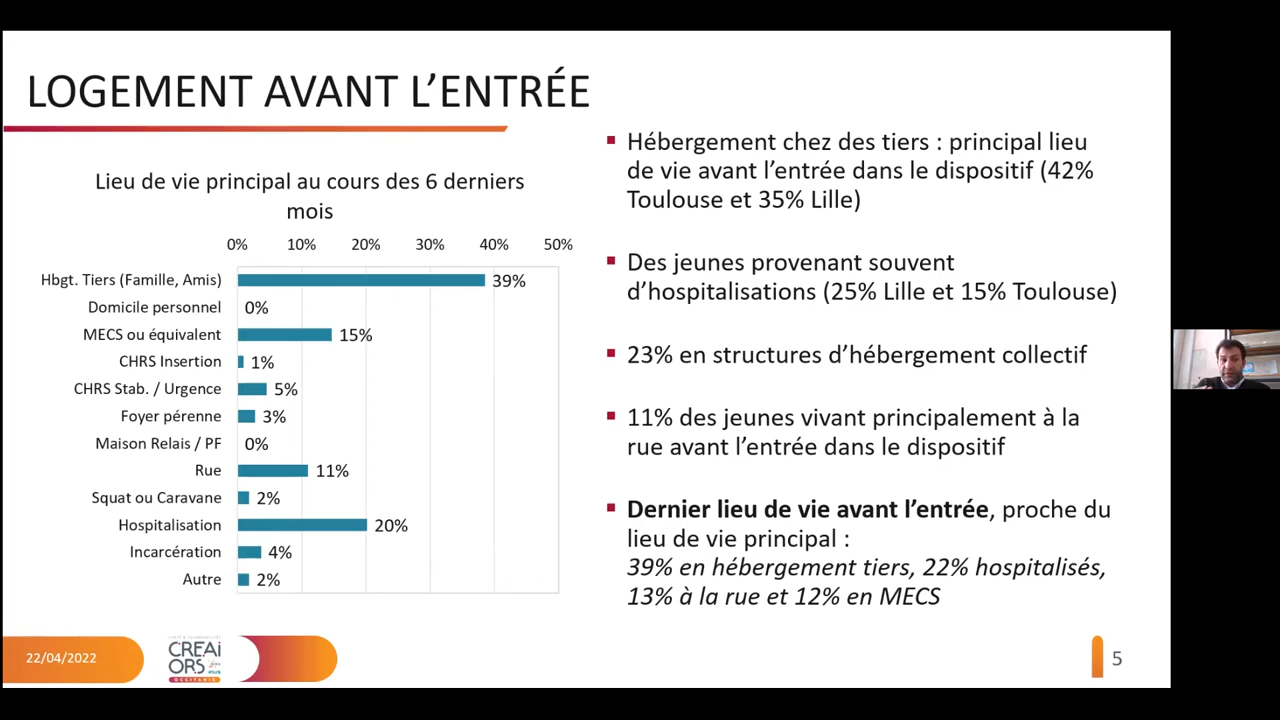 LOGEMENT AVANT L'ENTRÉE
Lieu de vie principal au cours des 6 derniers
mois
0% 10% 20% 30% 40% 50%
Hbgt. Tiers (Famille, Amis) 39%
Domicile personnel 0%
MECS ou équivalent 15%
CHRS Insertion 1%
CHRS Stab. / Urgence 5%
Foyer pérenne 3%
Maison Relais / PF 0%
Rue 11%
Squat ou Caravane 2%
Hospitalisation 20%
Incarcération 4%
Autre 2%
Hébergement chez des tiers : principal lieu
de vie avant l'entrée dans le dispositif (42%
Toulouse et 35% Lille)
Des jeunes provenant souvent
d'hospitalisations (25% Lille et 15% Toulouse)
23% en structures d'hébergement collectif
11% des jeunes vivant principalement à la
rue avant l'entrée dans le dispositif
Dernier lieu de vie avant l'entrée, proche du
lieu de vie principal :
39% en hébergement tiers, 22% hospitalisés,
13% à la rue et 12% en MECS
22/04/2022
CREAI
ORS
OCCITANIE
5